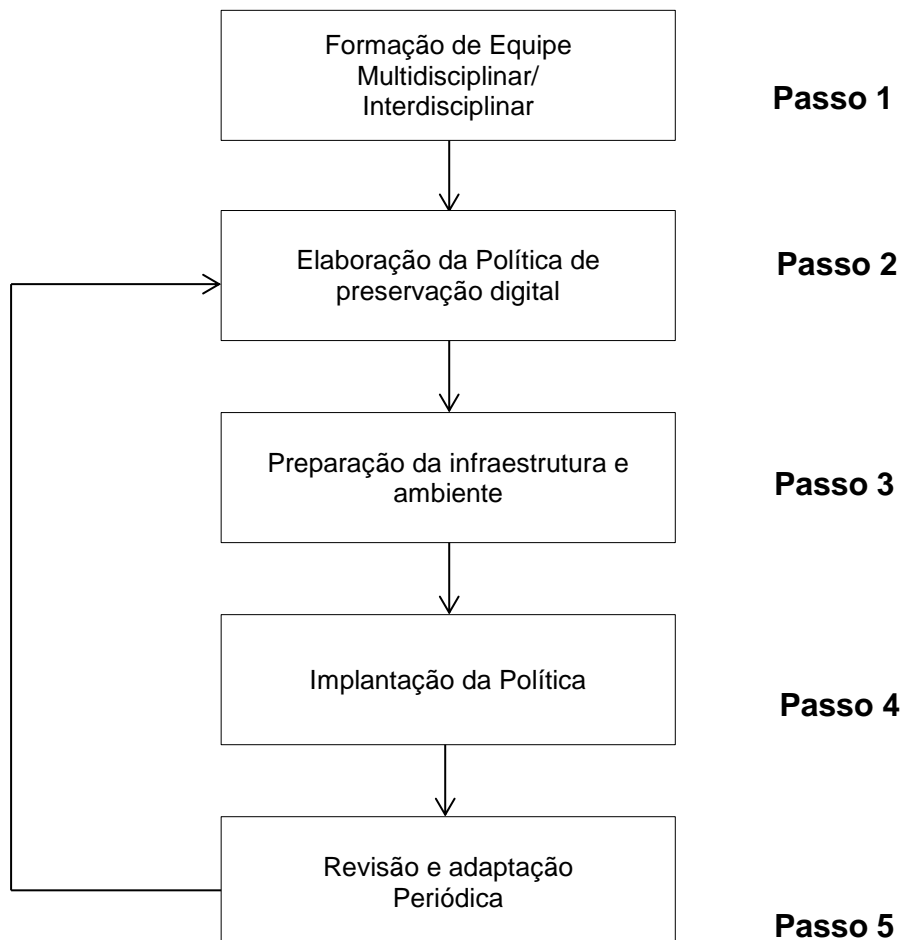 Formação de Equipe
Multidisciplinar/
Interdisciplinar
Passo 1
Elaboração da Política de
preservação digital
Passo 2
Preparação da infraestrutura e
ambiente
Passo 3
Implantação da Política
Passo 4
Revisão e adaptação
Periódica
Passo 5